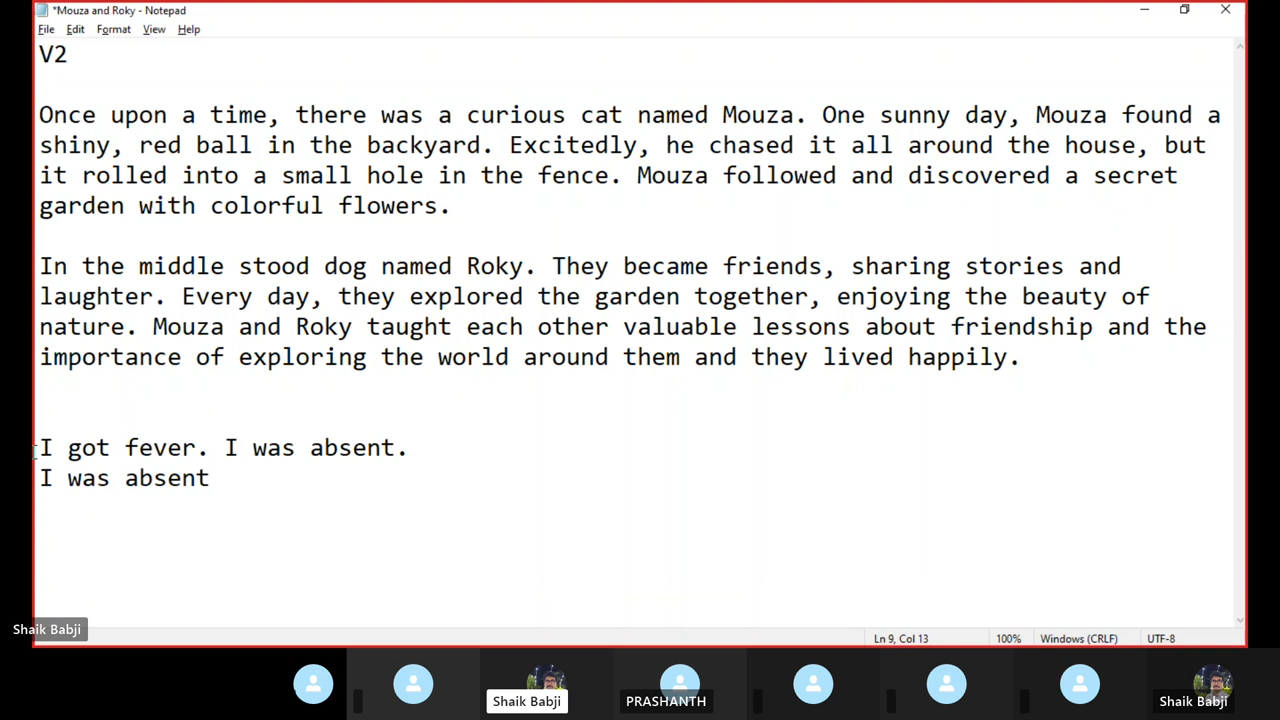 *Mouza and Roky - Notepad
File Edit Format View Help
V2
Once upon a time, there was a curious cat named Mouza. One sunny day, Mouza found a
shiny, red ball in the backyard. Excitedly, he chased it all around the house, but
it rolled into a small hole in the fence. Mouza followed and discovered a secret
garden with colorful flowers.
In the middle stood dog named Roky. They became friends, sharing stories and
laughter. Every day, they explored the garden together, enjoying the beauty of
nature. Mouza and Roky taught each other valuable lessons about friendship and the
importance of exploring the world around them and they lived happily.
I got fever. I was absent.
I was absent
Shaik Babji
Ln 9, Col 13 100% Windows (CRLF) UTF-8
Shaik Babji PRASHANTH Shaik Babji